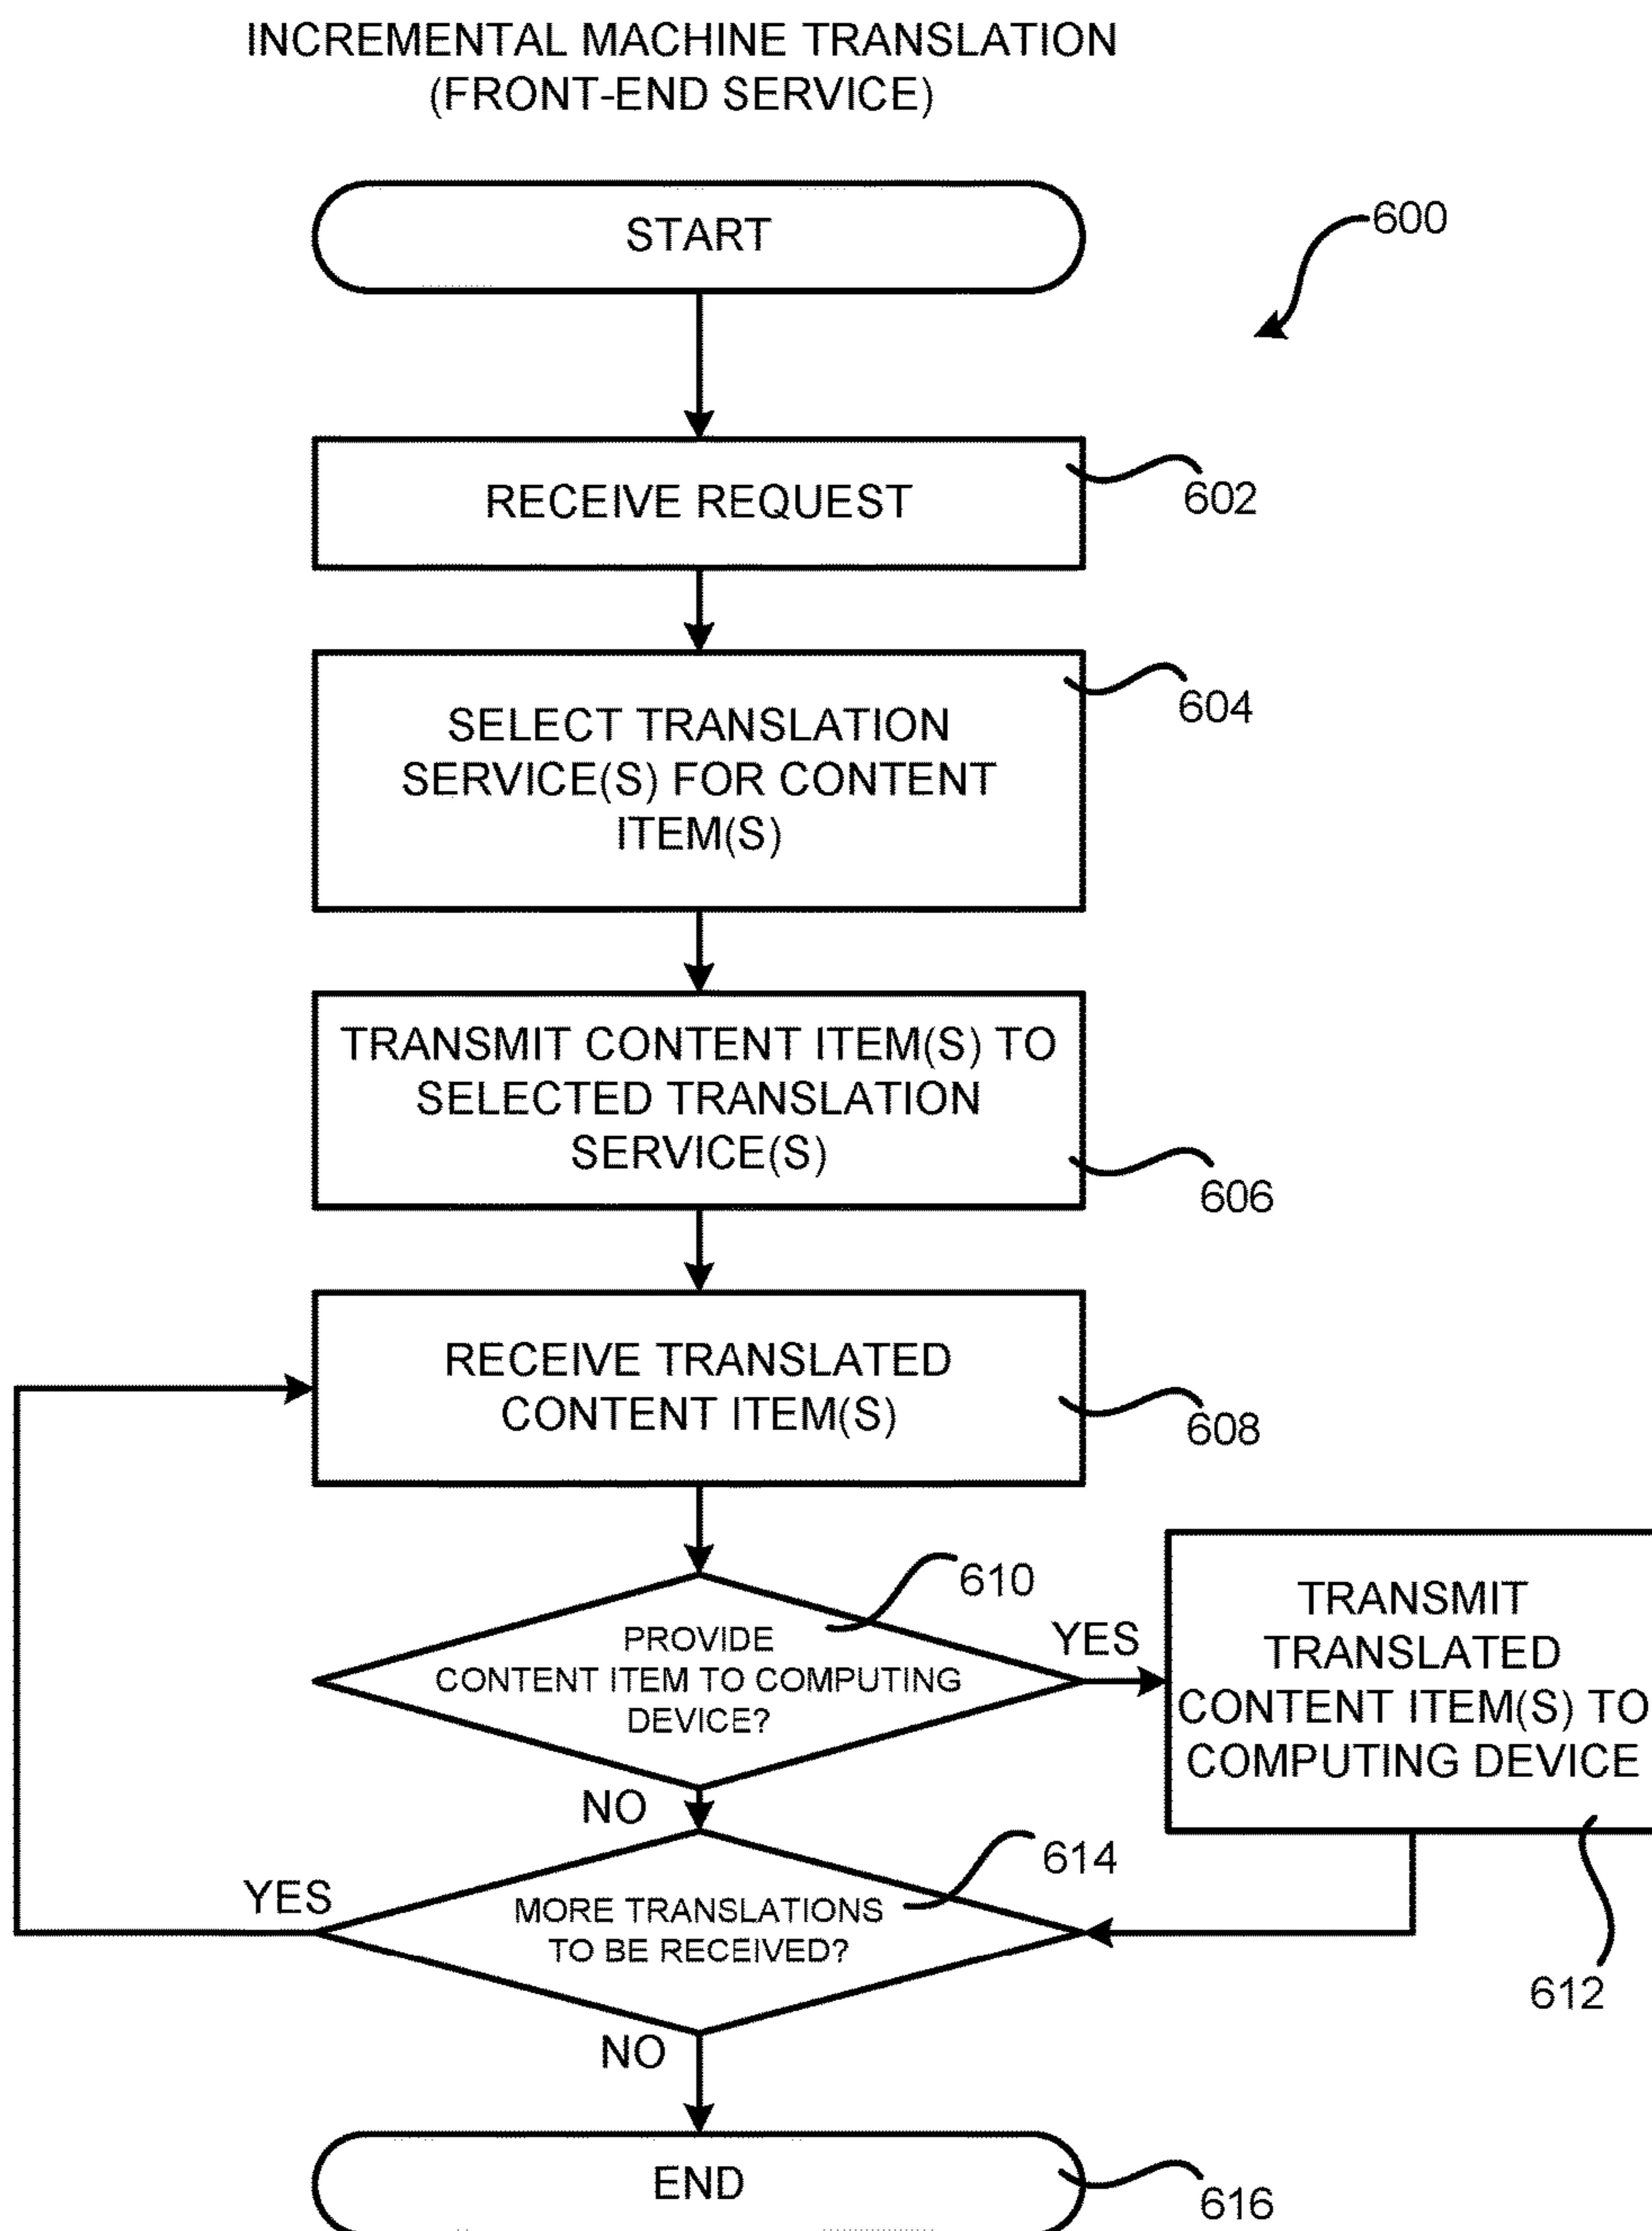 INCREMENTAL MACHINE TRANSLATION
(FRONT-END SERVICE)
START
600
RECEIVE REQUEST
602
SELECT TRANSLATION
SERVICE(S) FOR CONTENT
ITEM(S)
604
TRANSMIT CONTENT ITEM(S) TO
SELECTED TRANSLATION
SERVICE(S)
606
RECEIVE TRANSLATED
CONTENT ITEM(S)
608
610
PROVIDE
CONTENT ITEM TO COMPUTING
DEVICE?
YES
TRANSMIT
TRANSLATED
CONTENT ITEM(S) TO
COMPUTING DEVICE
612
NO
614
MORE TRANSLATIONS
TO BE RECEIVED?
YES
NO
END
616